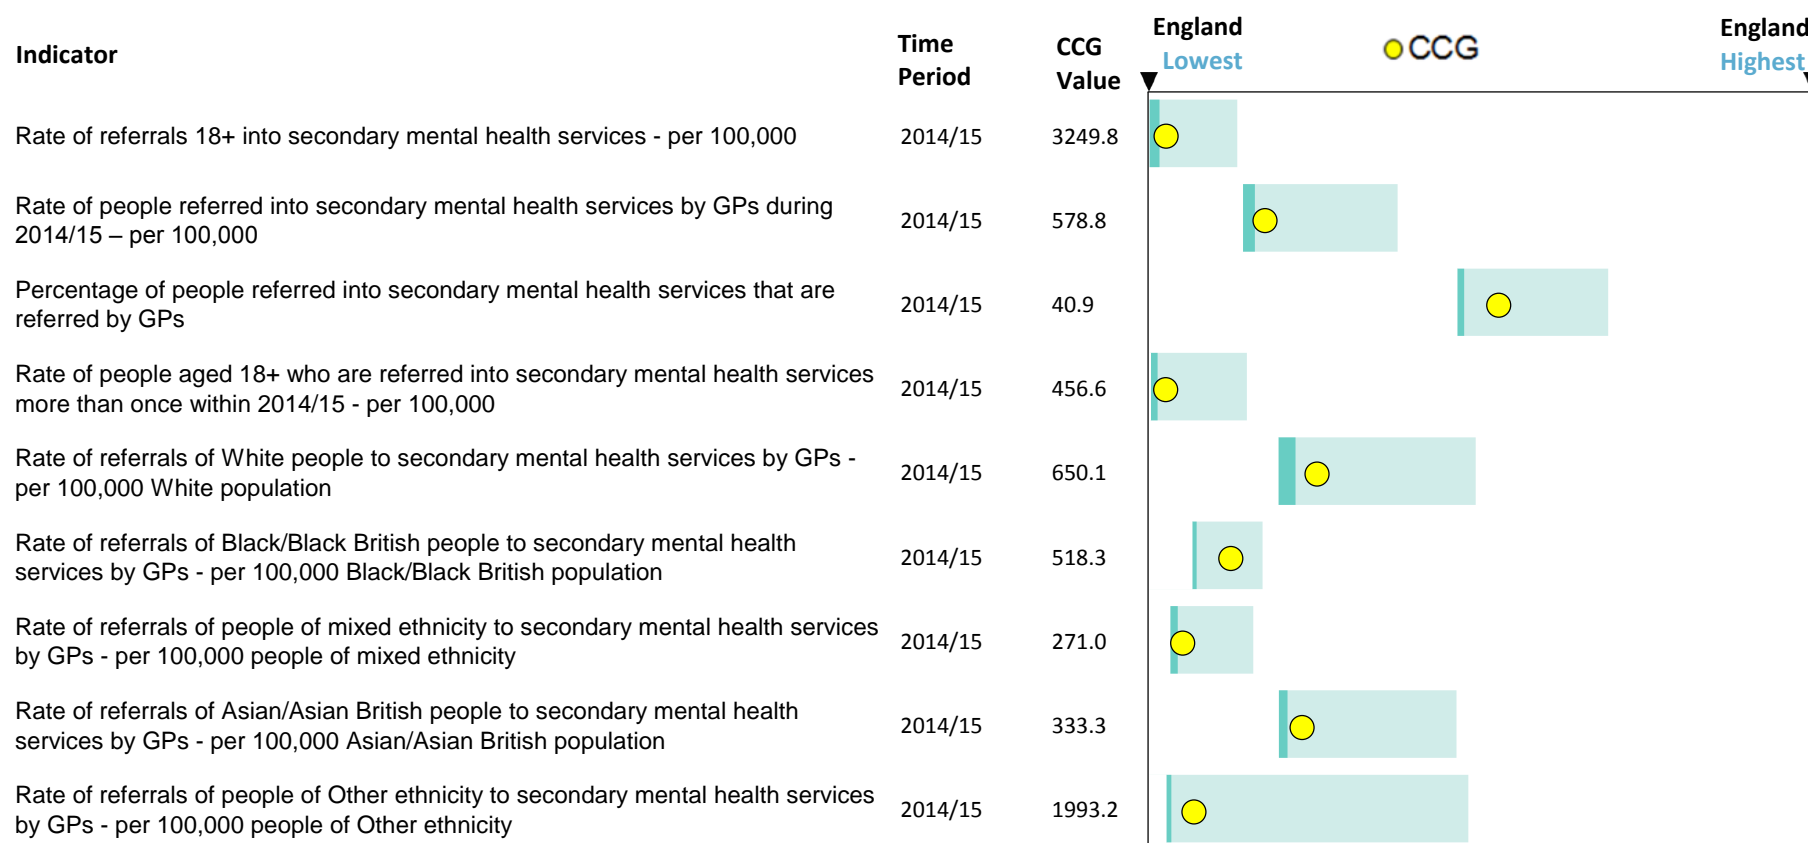 Indicator
Time Period
CCG Value
England Lowest
CCG
England Highest
Rate of referrals 18+ into secondary mental health services - per 100,000
2014/15
3249.8
Rate of people referred into secondary mental health services by GPs during
2014/15 – per 100,000
2014/15
578.8
Percentage of people referred into secondary mental health services that are
referred by GPs
2014/15
40.9
Rate of people aged 18+ who are referred into secondary mental health services
more than once within 2014/15 - per 100,000
2014/15
456.6
Rate of referrals of White people to secondary mental health services by GPs -
per 100,000 White population
2014/15
650.1
Rate of referrals of Black/Black British people to secondary mental health
services by GPs - per 100,000 Black/Black British population
2014/15
518.3
Rate of referrals of people of mixed ethnicity to secondary mental health services
by GPs - per 100,000 people of mixed ethnicity
2014/15
271.0
Rate of referrals of Asian/Asian British people to secondary mental health
services by GPs - per 100,000 Asian/Asian British population
2014/15
333.3
Rate of referrals of people of Other ethnicity to secondary mental health services
by GPs - per 100,000 people of Other ethnicity
2014/15
1993.2